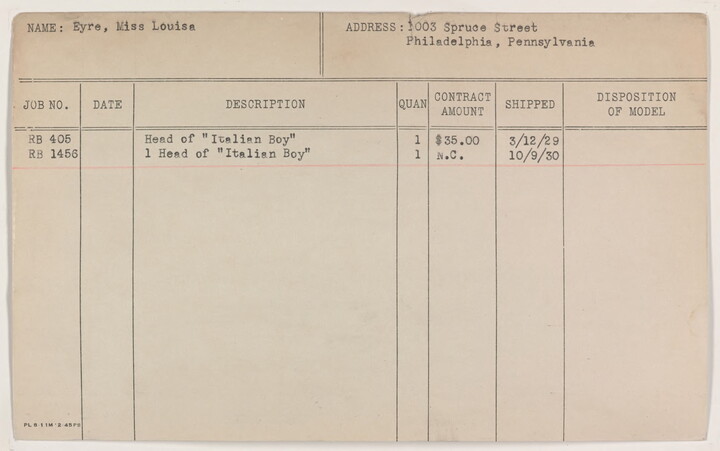 NAME: Eyre, Miss Louisa
ADDRESS: 1003 Spruce Street
Philadelphia, Pennsylvania
JOB NO. DATE DESCRIPTION QUAN CONTRACT AMOUNT SHIPPED DISPOSITION OF MODEL
RB 405 Head of "Italian Boy" 1 $35.00 3/12/29
RB 1456 1 Head of "Italian Boy" 1 N.C. 10/9/30